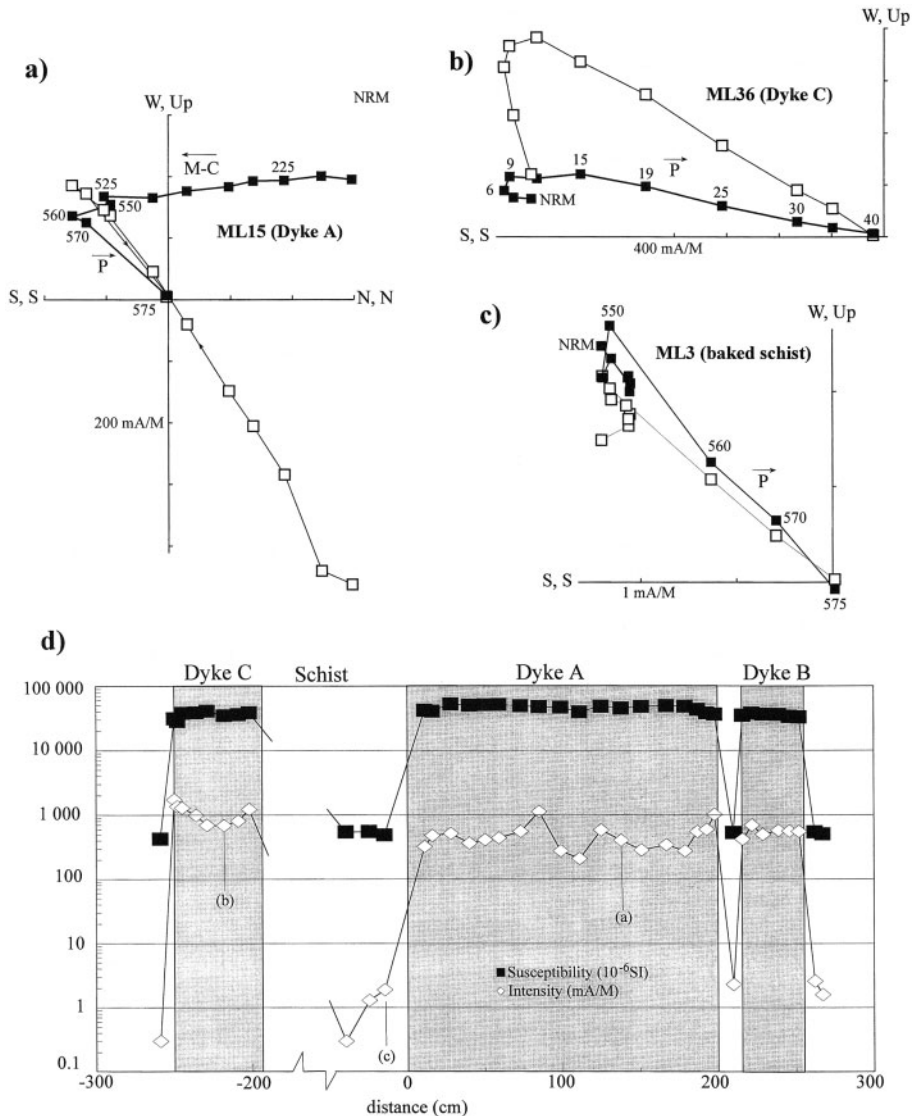 a)
NRM
W, Up
M-C
225
525
560
550
570
ML15 (Dyke A)
P
S, S
575
N, N
200 mA/M
b)
W, Up
ML36 (Dyke C)
9
15
P
19
6
NRM
25
30
40
S, S
400 mA/M
c)
550
W, Up
NRM
ML3 (baked schist)
560
P
570
S, S
1 mA/M
575
d)
Dyke C
Schist
Dyke A
Dyke B
100 000
10 000
1 000
100
10
1
0.1
(b)
(a)
(c)
Susceptibility (10⁻⁶SI)
Intensity (mA/M)
-300
-200
0
100
200
300
distance (cm)